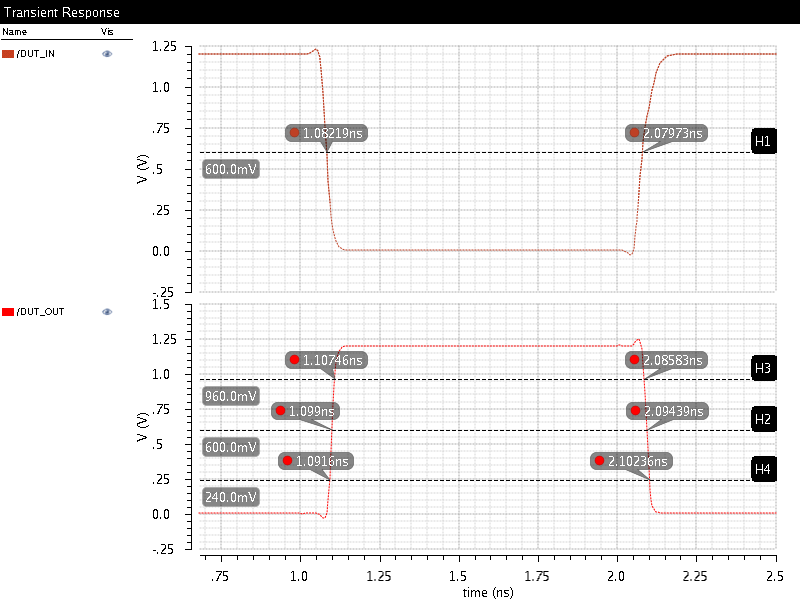 Transient Response
Name Vis
/DUT_IN
1.25
1.0
.75
.5
.25
0.0
-.25
V (V)
1.08219ns
2.07973ns
H1
600.0mV
/DUT_OUT
1.5
1.25
1.0
.75
.5
.25
0.0
-.25
V (V)
1.10746ns
2.08583ns
H3
960.0mV
1.099ns
2.09439ns
H2
600.0mV
1.0916ns
2.10236ns
H4
240.0mV
.75 1.0 1.25 1.5 1.75 2.0 2.25 2.5
time (ns)